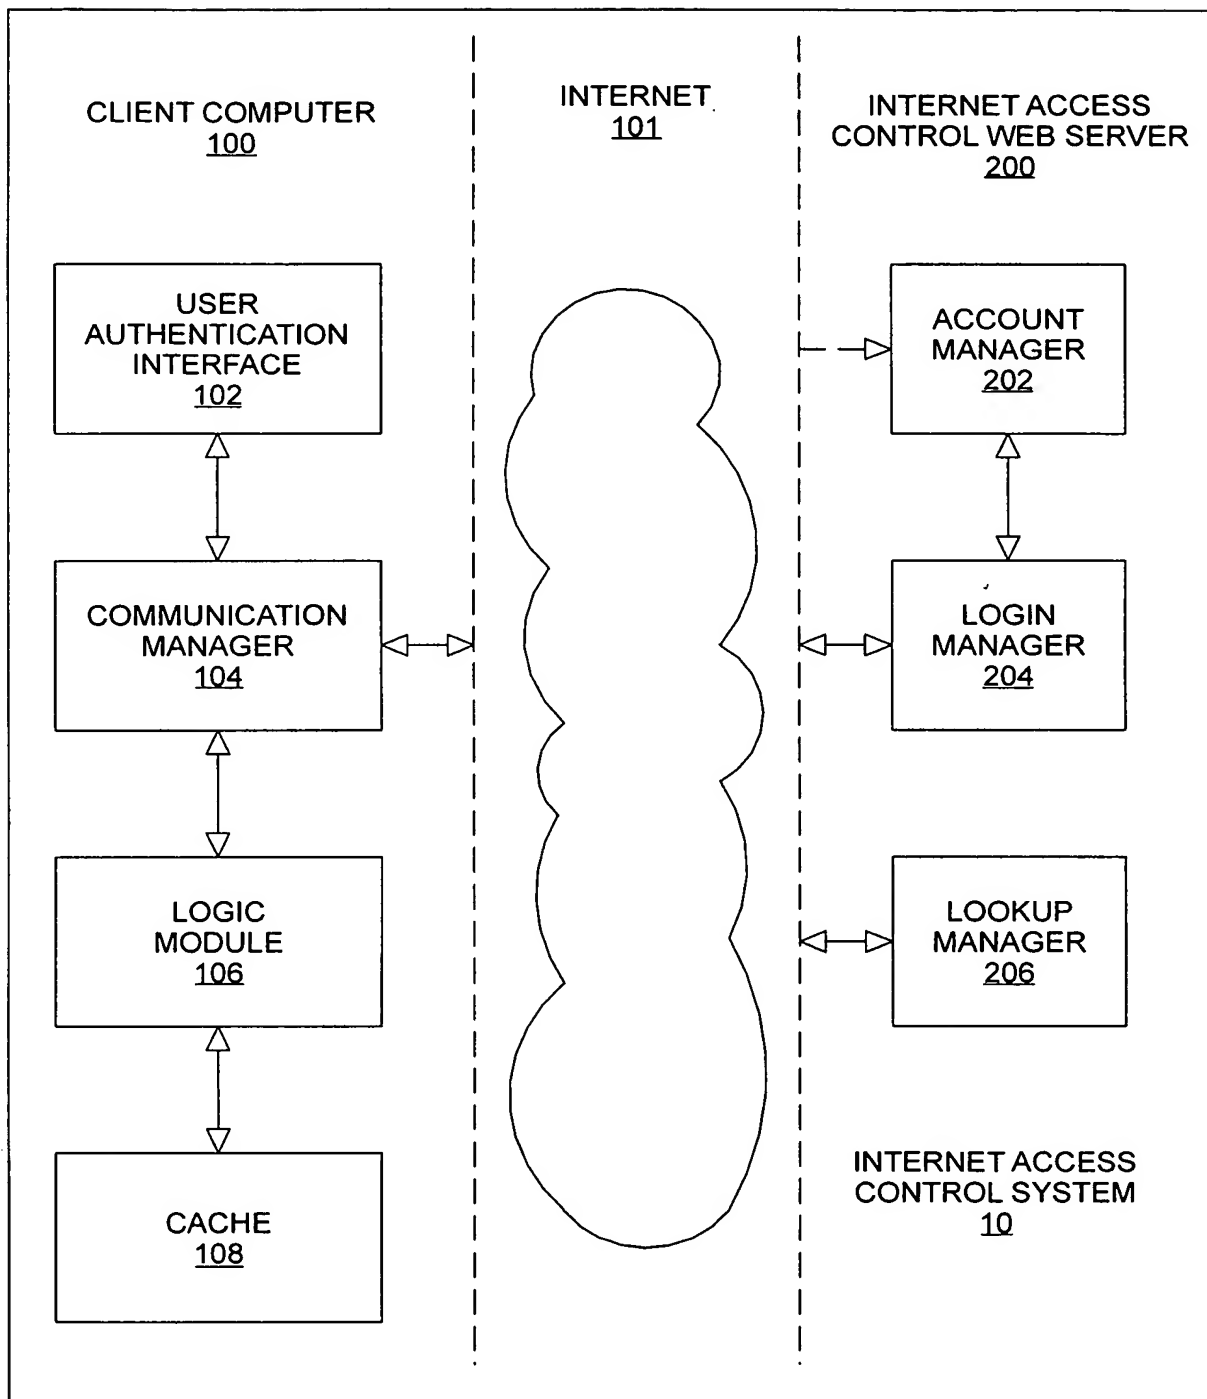 CLIENT COMPUTER
100
INTERNET
101
INTERNET ACCESS
CONTROL WEB SERVER
200
USER
AUTHENTICATION
INTERFACE
102
COMMUNICATION
MANAGER
104
LOGIC
MODULE
106
CACHE
108
ACCOUNT
MANAGER
202
LOGIN
MANAGER
204
LOOKUP
MANAGER
206
INTERNET ACCESS
CONTROL SYSTEM
10